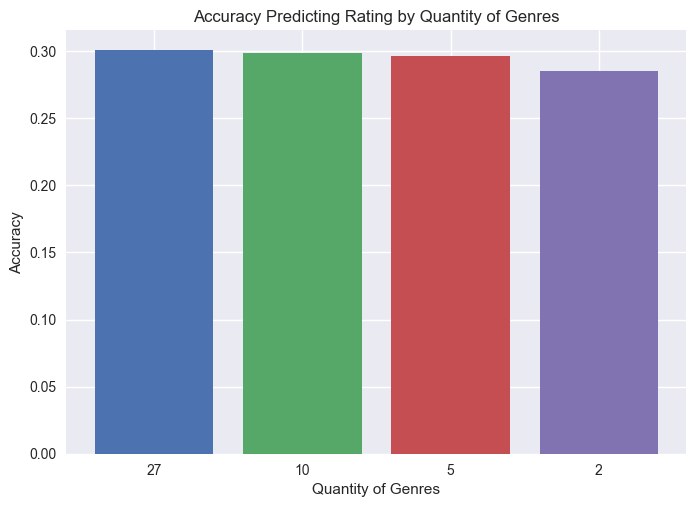 Accuracy Predicting Rating by Quantity of Genres
0.30
0.25
0.20
0.15
0.10
0.05
0.00
Accuracy
27 10 5 2
Quantity of Genres